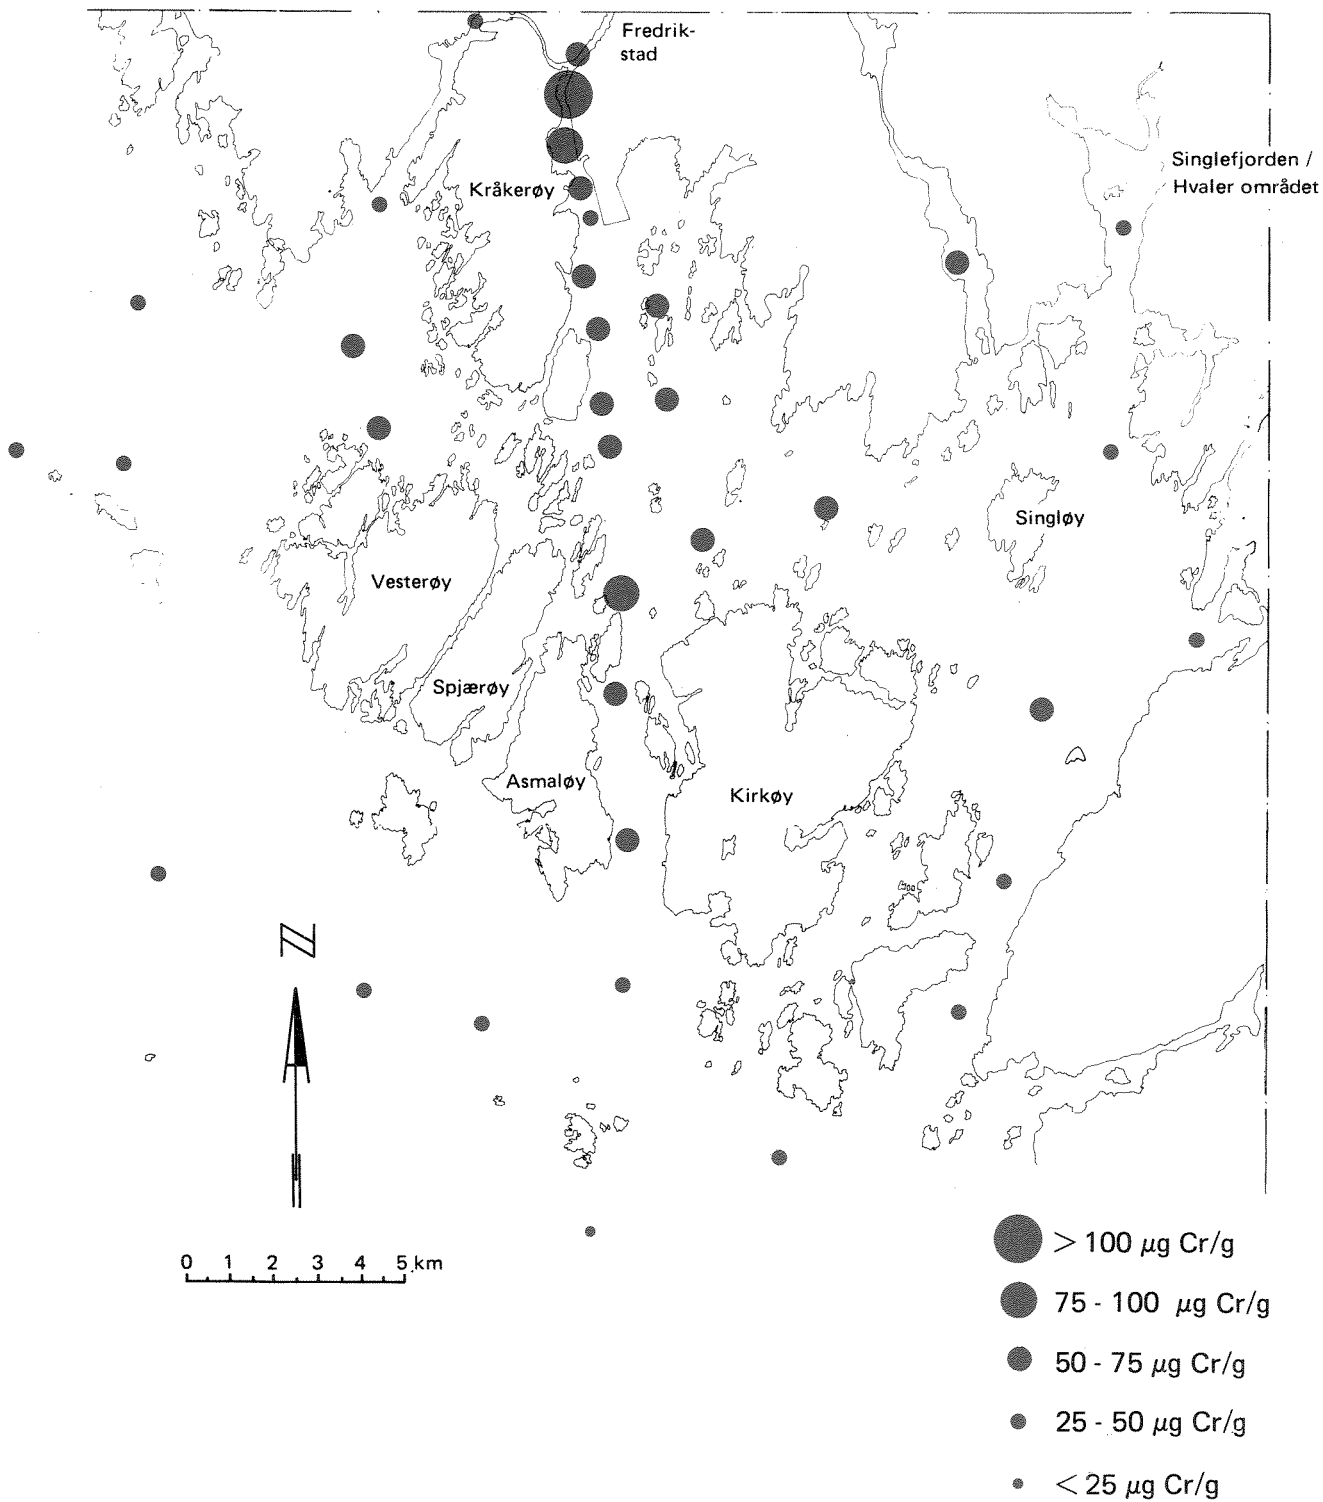 Fredrik-
stad
Singlefjorden /
Hvaler området
Kråkerøy
Singløy
Vesterøy
Spjærøy
Asmaløy
Kirkøy
N
0 1 2 3 4 5 km
> 100 µg Cr/g
75 - 100 µg Cr/g
50 - 75 µg Cr/g
25 - 50 µg Cr/g
< 25 µg Cr/g